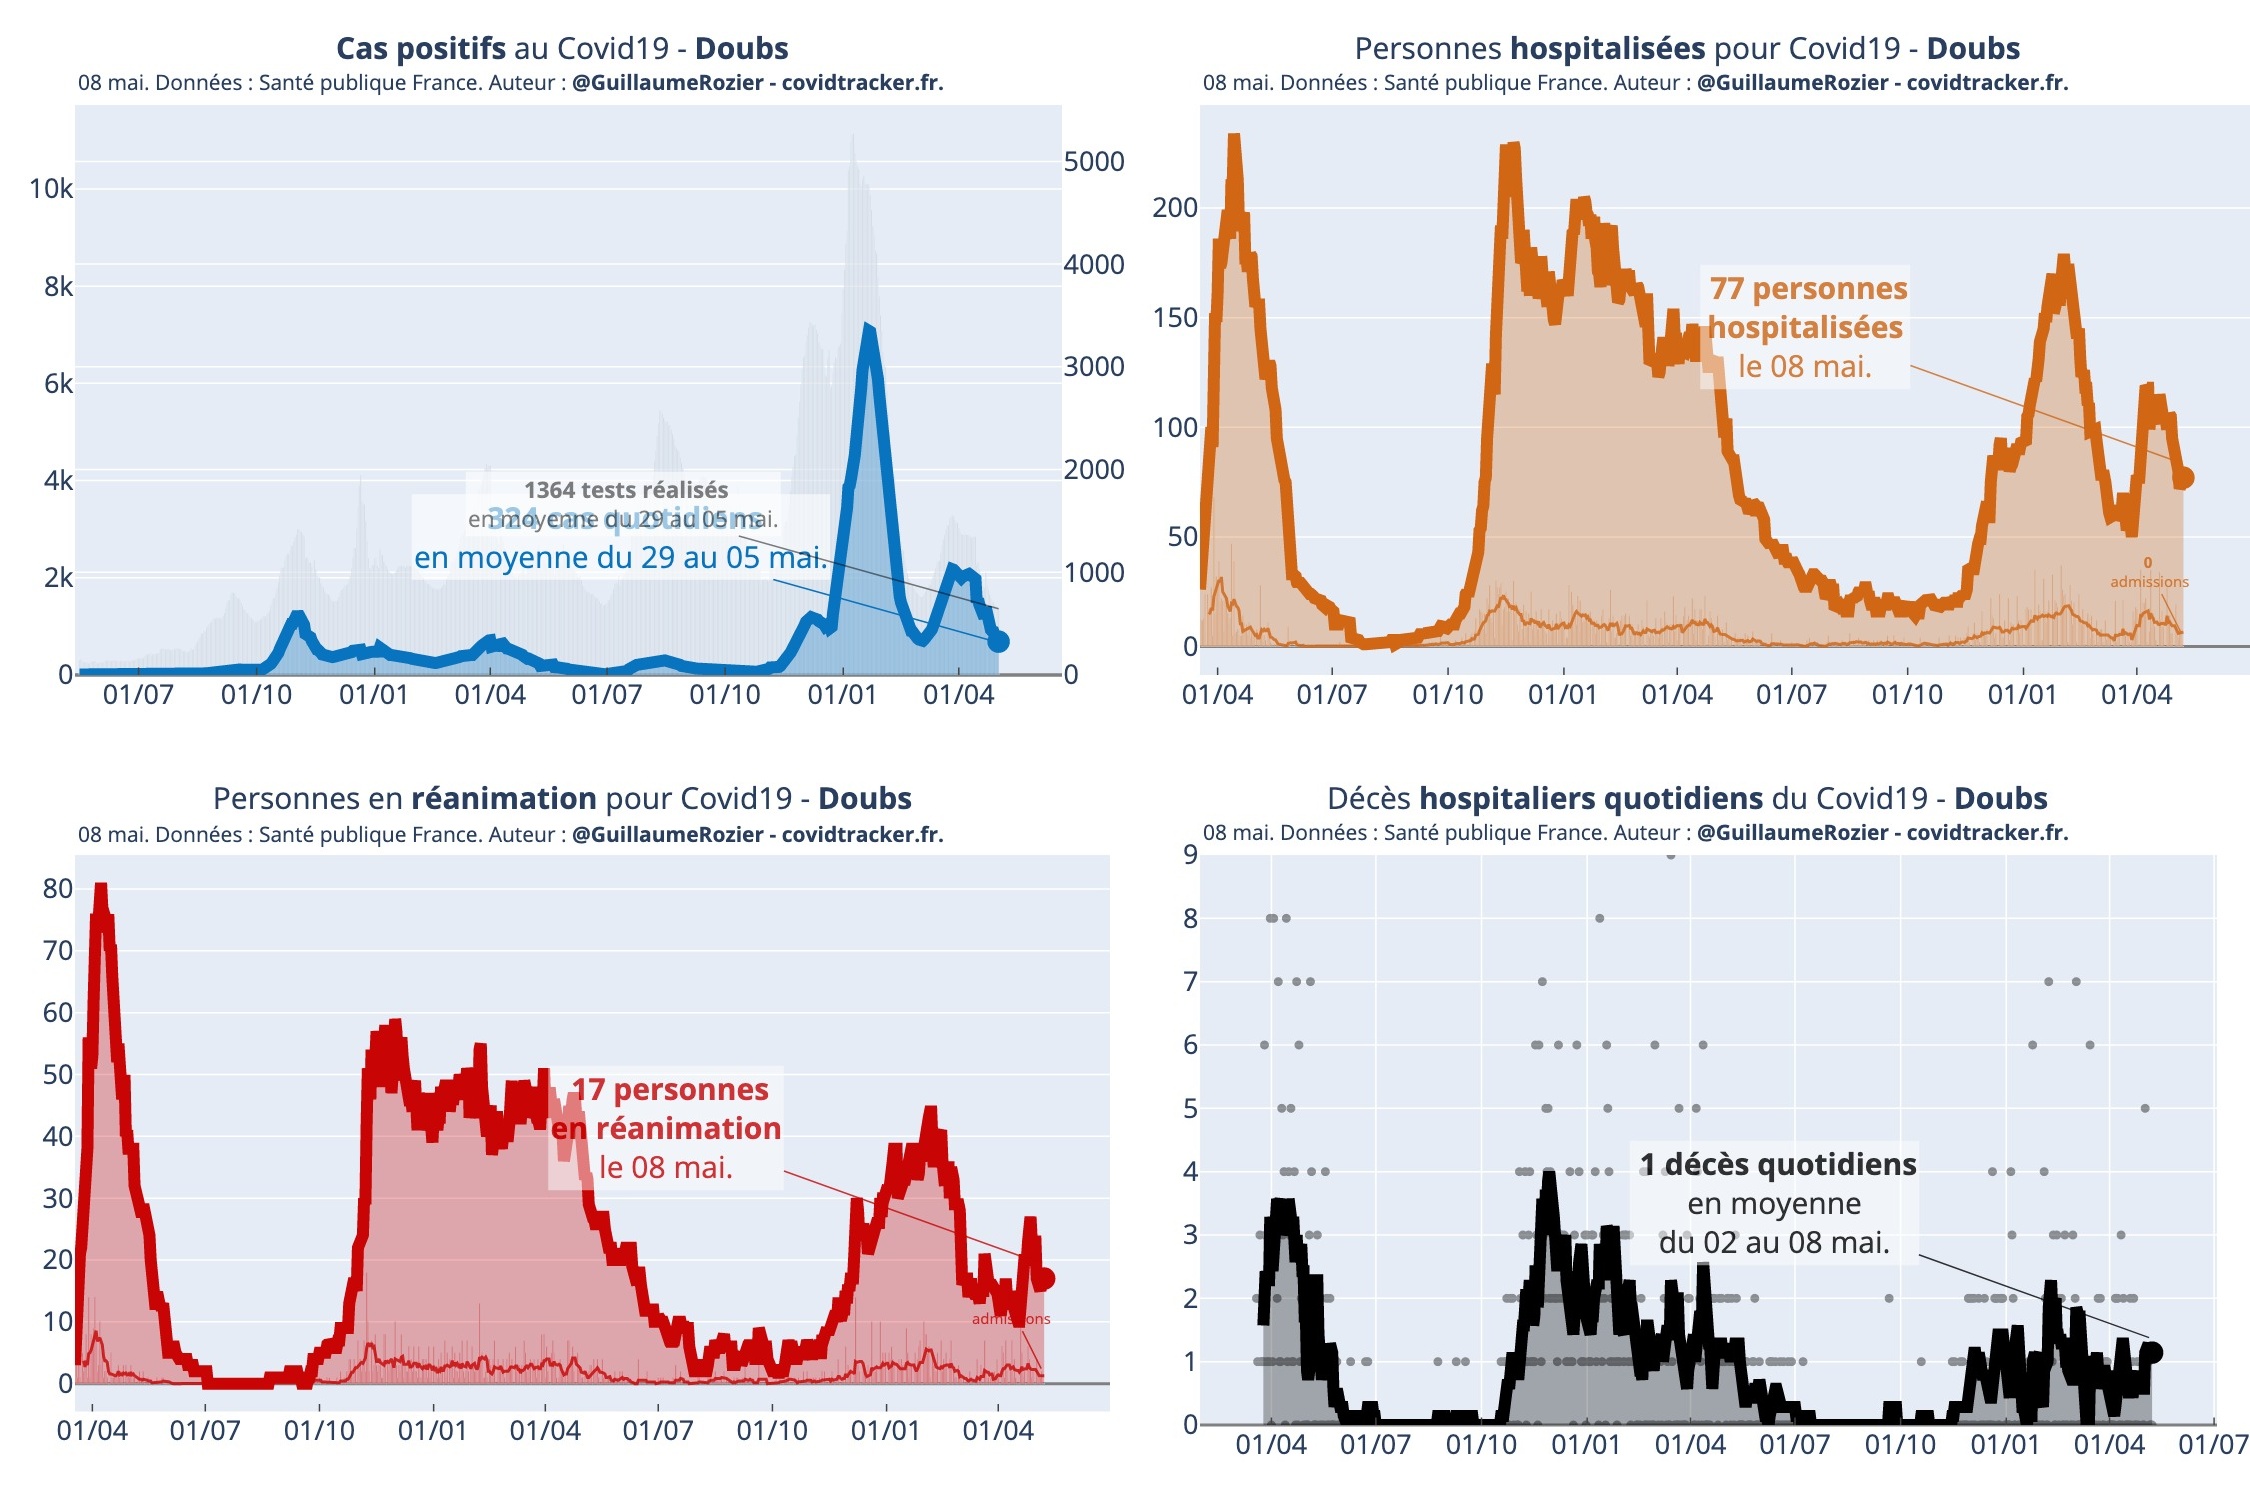 Cas positifs au Covid19 - Doubs
08 mai. Données : Santé publique France. Auteur : @GuillaumeRozier - covidtracker.fr.
10k
8k
6k
4k
2k
0
5000
4000
3000
2000
1000
0
1364 tests réalisés
en moyenne du 29 au 05 mai.
324 cas quotidiens
en moyenne du 29 au 05 mai.
01/07 01/10 01/01 01/04 01/07 01/10 01/01 01/04
Personnes hospitalisées pour Covid19 - Doubs
08 mai. Données : Santé publique France. Auteur : @GuillaumeRozier - covidtracker.fr.
200
150
100
50
0
77 personnes
hospitalisées
le 08 mai.
0
admissions
01/04 01/07 01/10 01/01 01/04 01/07 01/10 01/01 01/04
Personnes en réanimation pour Covid19 - Doubs
08 mai. Données : Santé publique France. Auteur : @GuillaumeRozier - covidtracker.fr.
80
70
60
50
40
30
20
10
0
17 personnes
en réanimation
le 08 mai.
admissions
01/04 01/07 01/10 01/01 01/04 01/07 01/10 01/01 01/04
Décès hospitaliers quotidiens du Covid19 - Doubs
08 mai. Données : Santé publique France. Auteur : @GuillaumeRozier - covidtracker.fr.
9
8
7
6
5
4
3
2
1
0
1 décès quotidiens
en moyenne
du 02 au 08 mai.
01/04 01/07 01/10 01/01 01/04 01/07 01/10 01/01 01/04 01/07